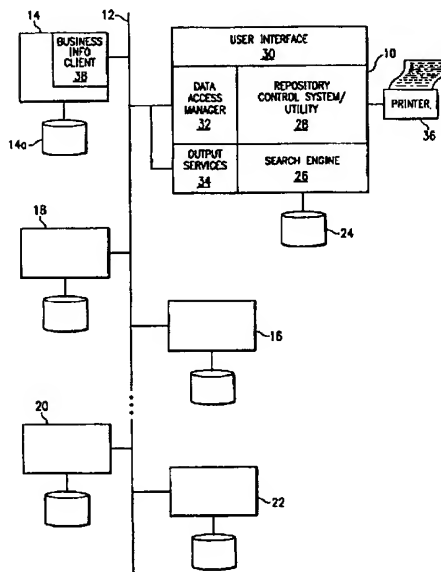 14
BUSINESS
INFO
CLIENT
38
12
14a
USER INTERFACE
30
10
DATA
ACCESS
MANAGER
32
REPOSITORY
CONTROL SYSTEM/
UTILITY
28
PRINTER
36
OUTPUT
SERVICES
34
SEARCH ENGINE
26
24
18
16
20
22